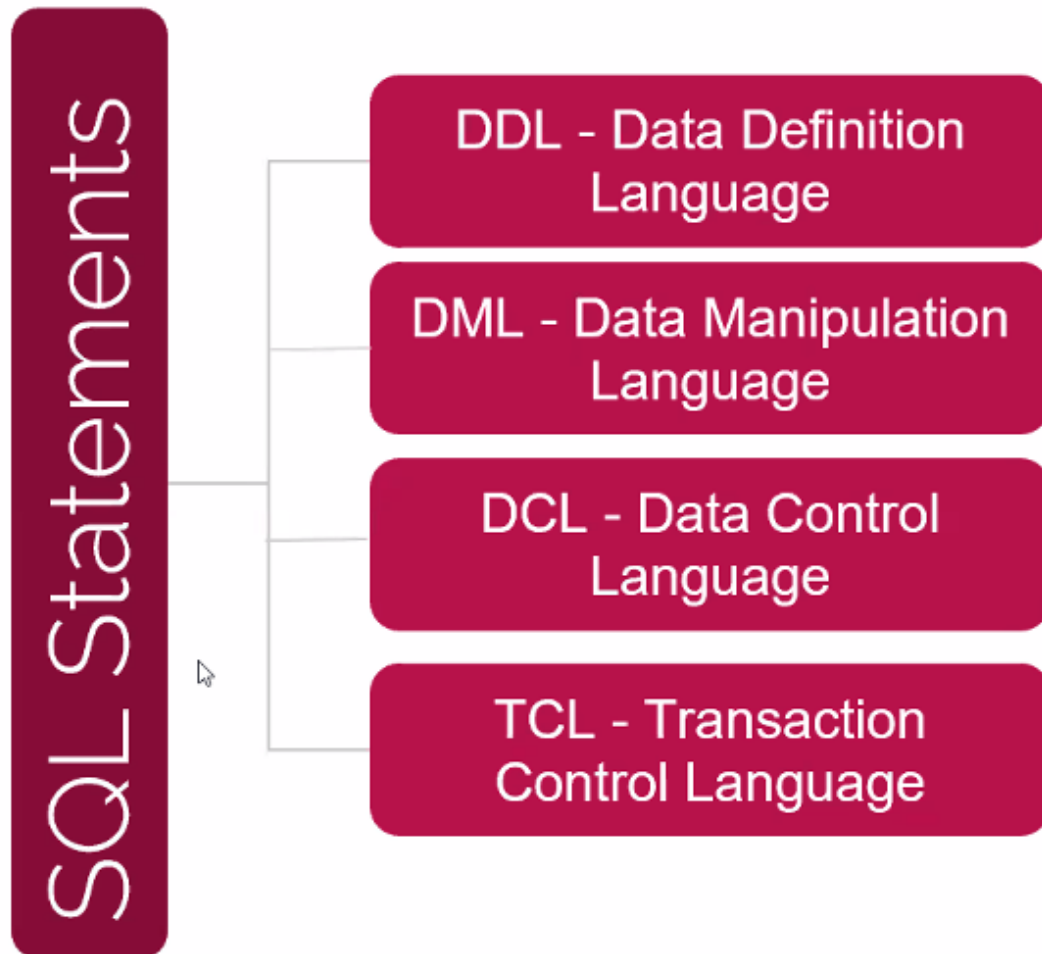 SQL Statements
DDL - Data Definition
Language
DML - Data Manipulation
Language
DCL - Data Control
Language
TCL - Transaction
Control Language